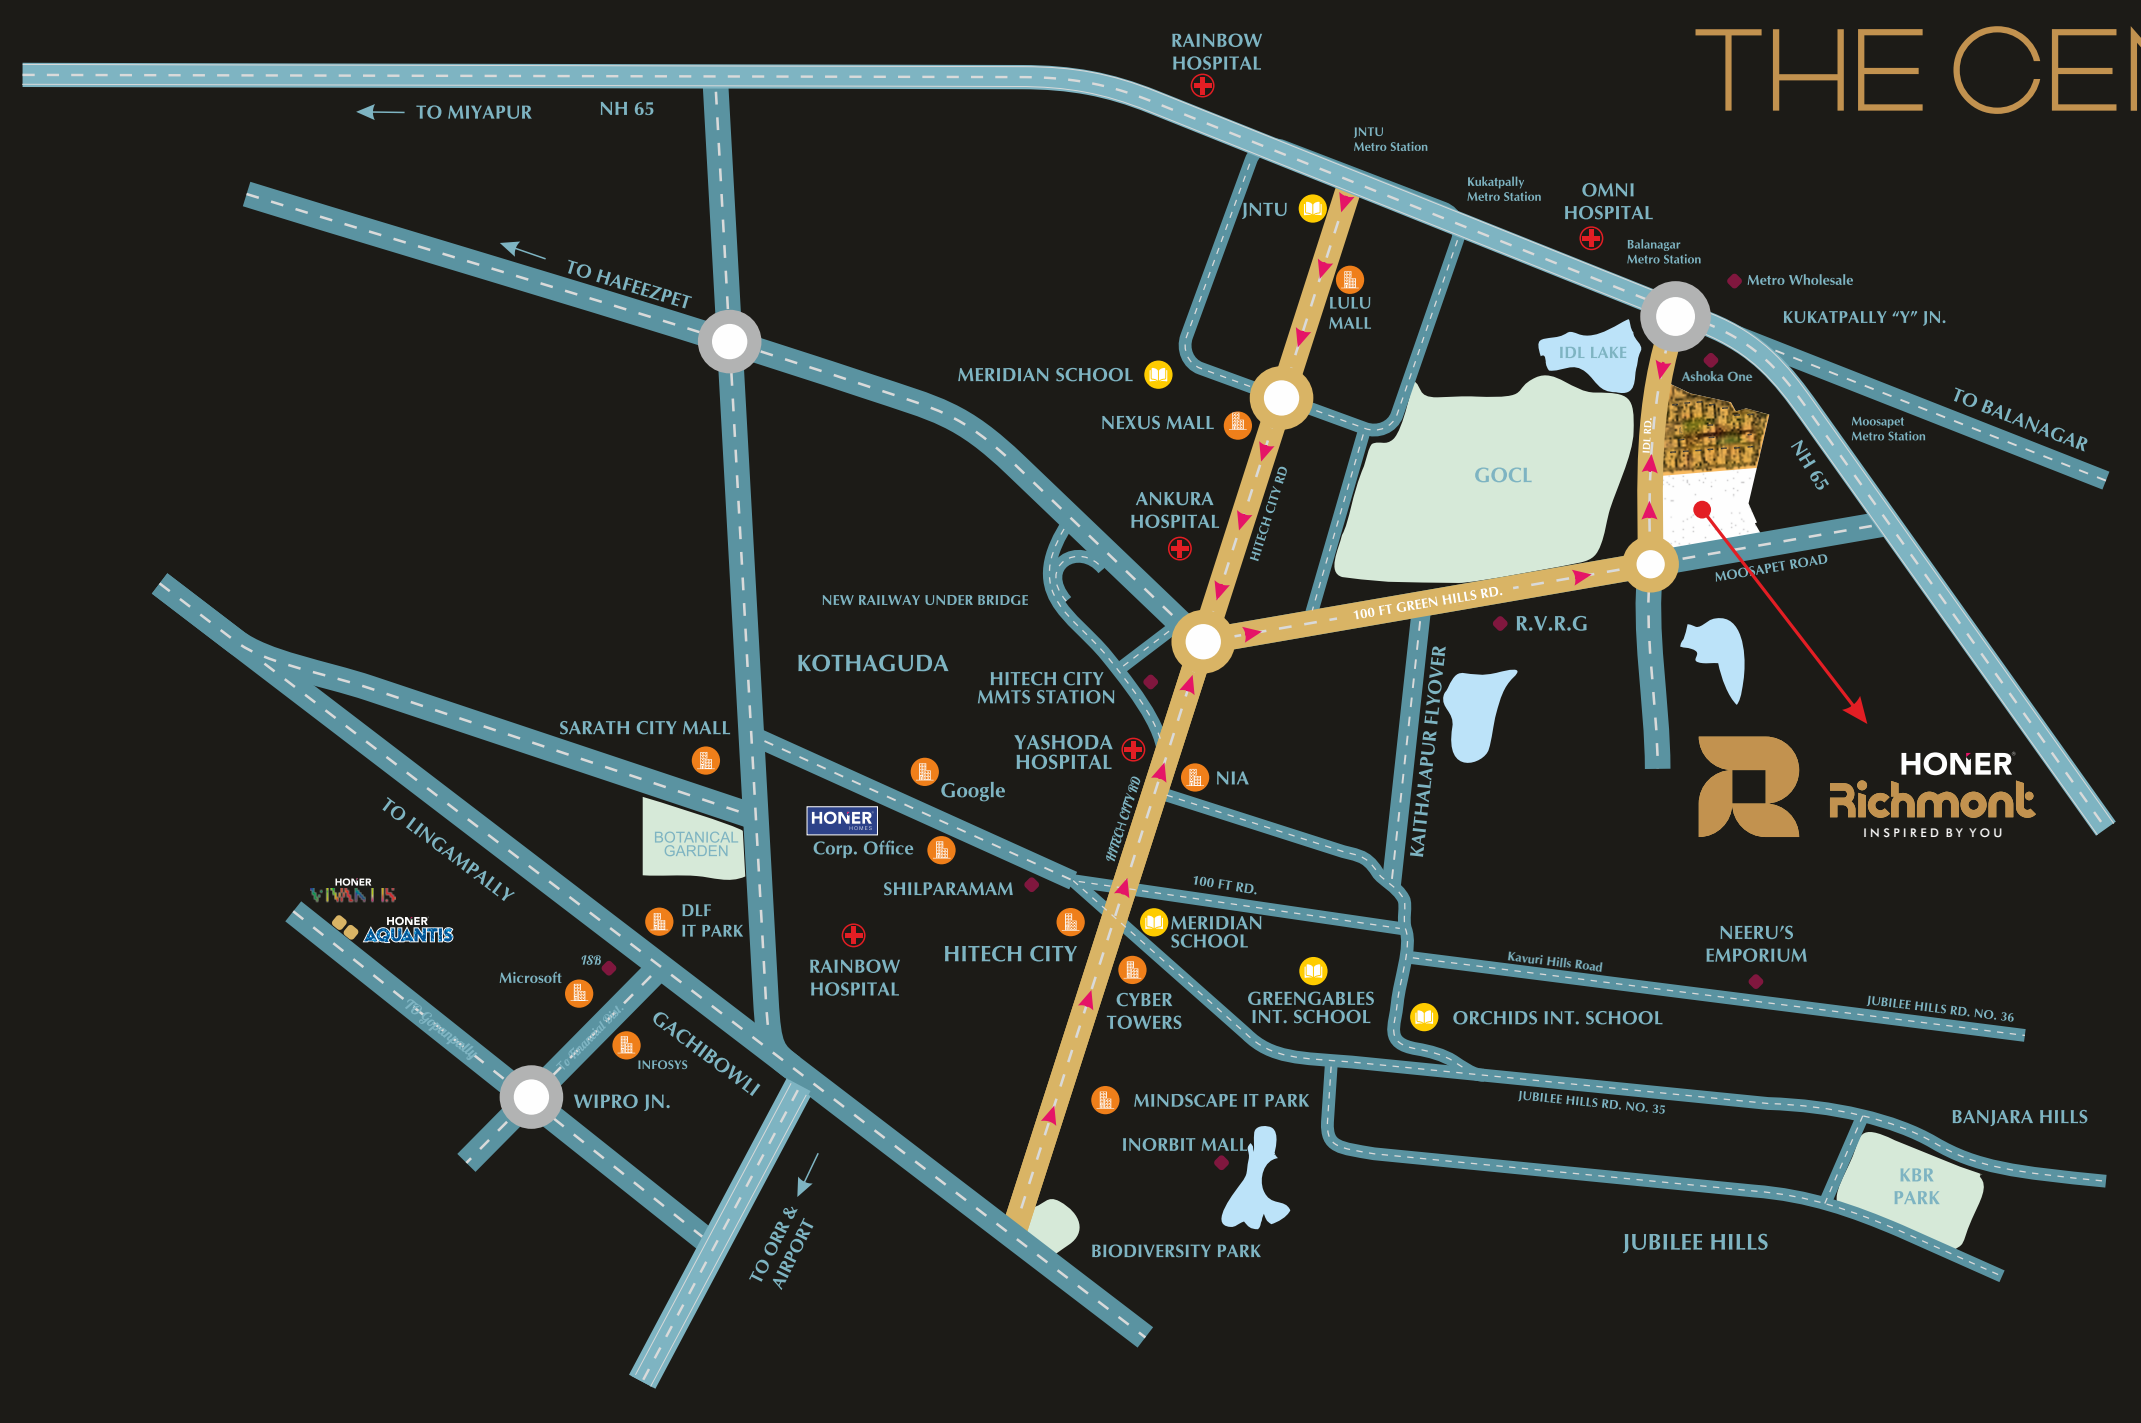 THE CEN
RAINBOW
HOSPITAL
TO MIYAPUR
NH 65
JNTU
Metro Station
Kukatpally
Metro Station
OMNI
HOSPITAL
JNTU
Balanagar
Metro Station
Metro Wholesale
TO HAFEEZPET
LULU
MALL
KUKATPALLY “Y” JN.
IDL LAKE
Ashoka One
MERIDIAN SCHOOL
NEXUS MALL
TO BALANAGAR
Moosapet
Metro Station
IDL RD.
NH 65
GOCL
HITECH CITY RD
ANKURA
HOSPITAL
MOOSAPET ROAD
NEW RAILWAY UNDER BRIDGE
100 FT GREEN HILLS RD.
R.V.R.G
KOTHAGUDA
HITECH CITY
MMTS STATION
KAITHALAPUR FLYOVER
SARATH CITY MALL
YASHODA
HOSPITAL
NIA
HONER
Richmont
INSPIRED BY YOU
Google
HITECH CITY RD
HONER
HOMES
Corp. Office
BOTANICAL
GARDEN
TO LINGAMPALLY
SHILPARAMAM
100 FT RD.
HONER
VIVANTIS
HONER
AQUANTIS
DLF
IT PARK
MERIDIAN
SCHOOL
HITECH CITY
NEERU’S
EMPORIUM
RAINBOW
HOSPITAL
ISB
Microsoft
Kavuri Hills Road
CYBER
TOWERS
GREENGABLES
INT. SCHOOL
ORCHIDS INT. SCHOOL
JUBILEE HILLS RD. NO. 36
To Gopanpally
To Financial Dist.
GACHIBOWLI
INFOSYS
WIPRO JN.
MINDSCAPE IT PARK
JUBILEE HILLS RD. NO. 35
BANJARA HILLS
INORBIT MALL
KBR
PARK
TO ORR &
AIRPORT
BIODIVERSITY PARK
JUBILEE HILLS